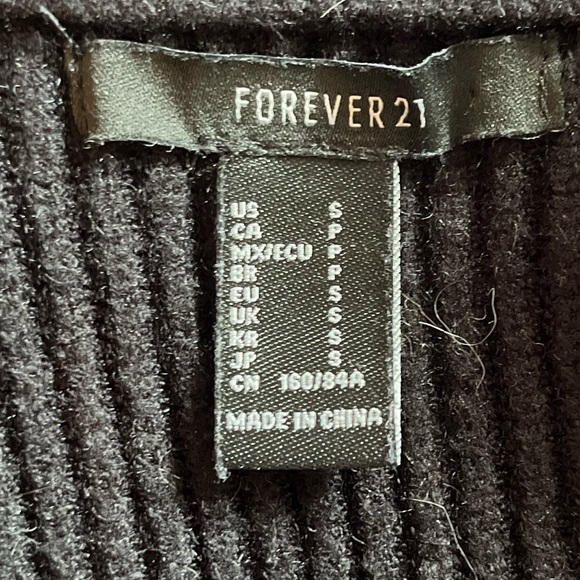 FOREVER 21
US S
CA P
MX/ECU P
BR P
EU S
UK S
KR S
JP S
CN 160/84A
MADE IN CHINA